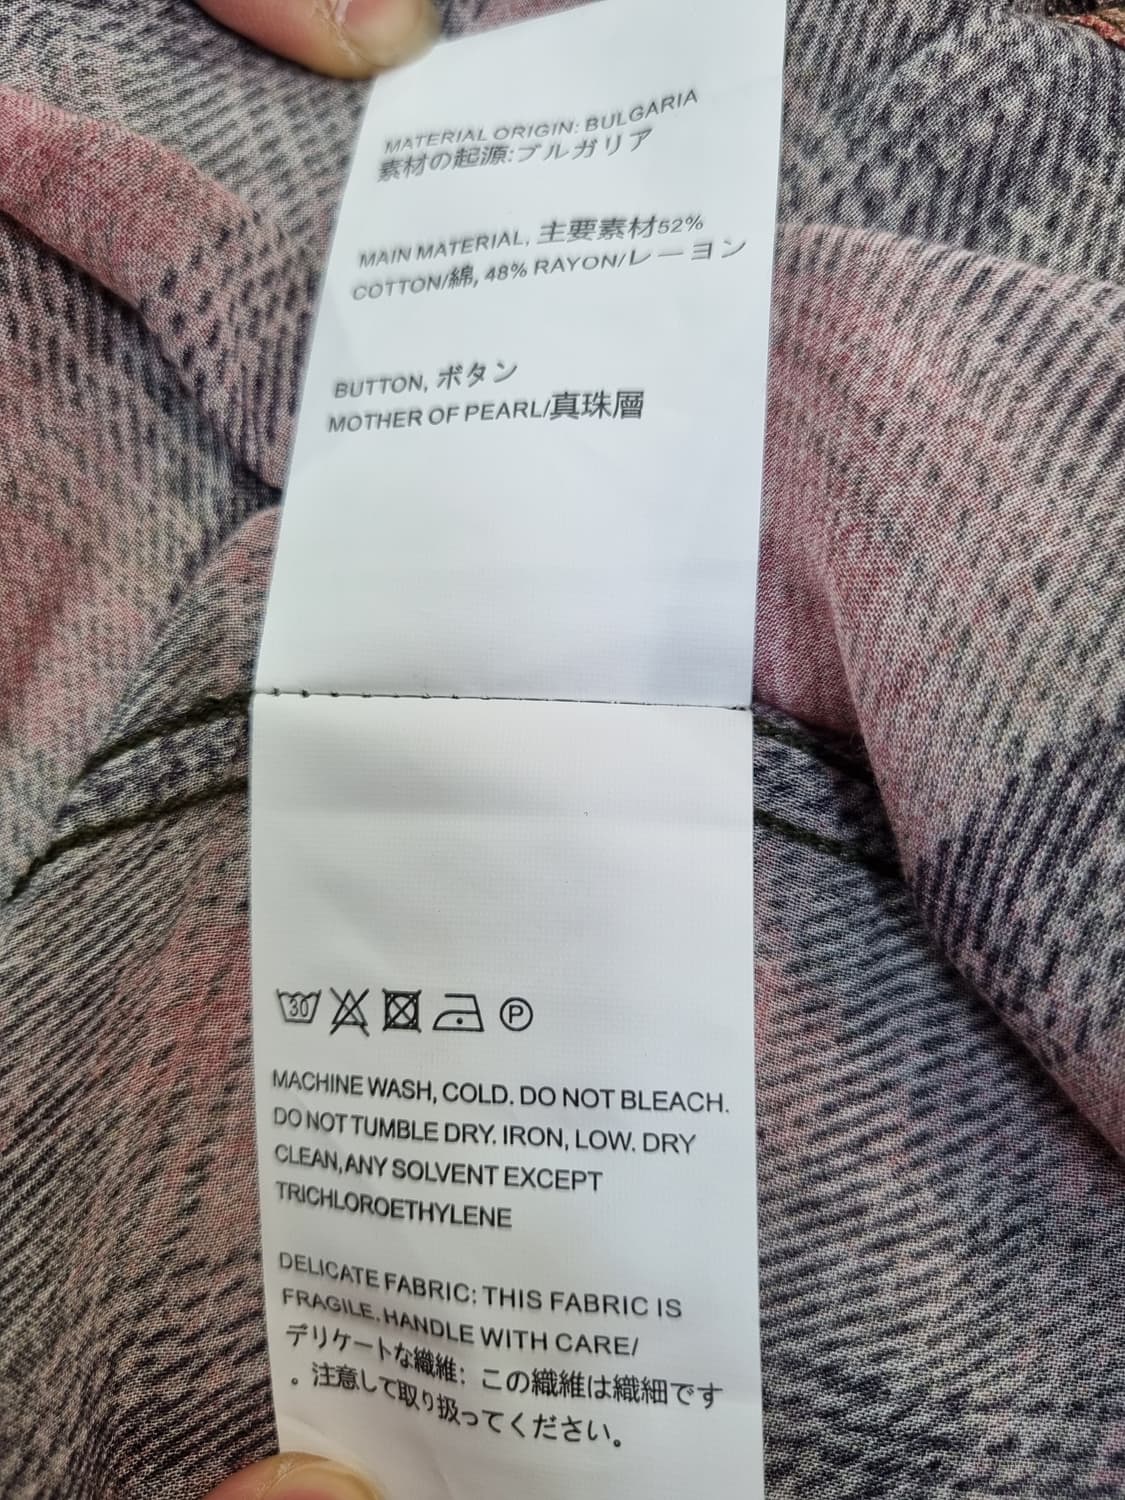 MATERIAL ORIGIN: BULGARIA
素材の起源:ブルガリア
MAIN MATERIAL, 主要素材52%
COTTON/綿, 48% RAYON/レーヨン
BUTTON, ボタン
MOTHER OF PEARL/真珠層
30 P
MACHINE WASH, COLD. DO NOT BLEACH.
DO NOT TUMBLE DRY. IRON, LOW. DRY
CLEAN,ANY SOLVENT EXCEPT
TRICHLOROETHYLENE
DELICATE FABRIC: THIS FABRIC IS
FRAGILE. HANDLE WITH CARE/
デリケートな繊維: この繊維は繊細です
。注意して取り扱ってください。